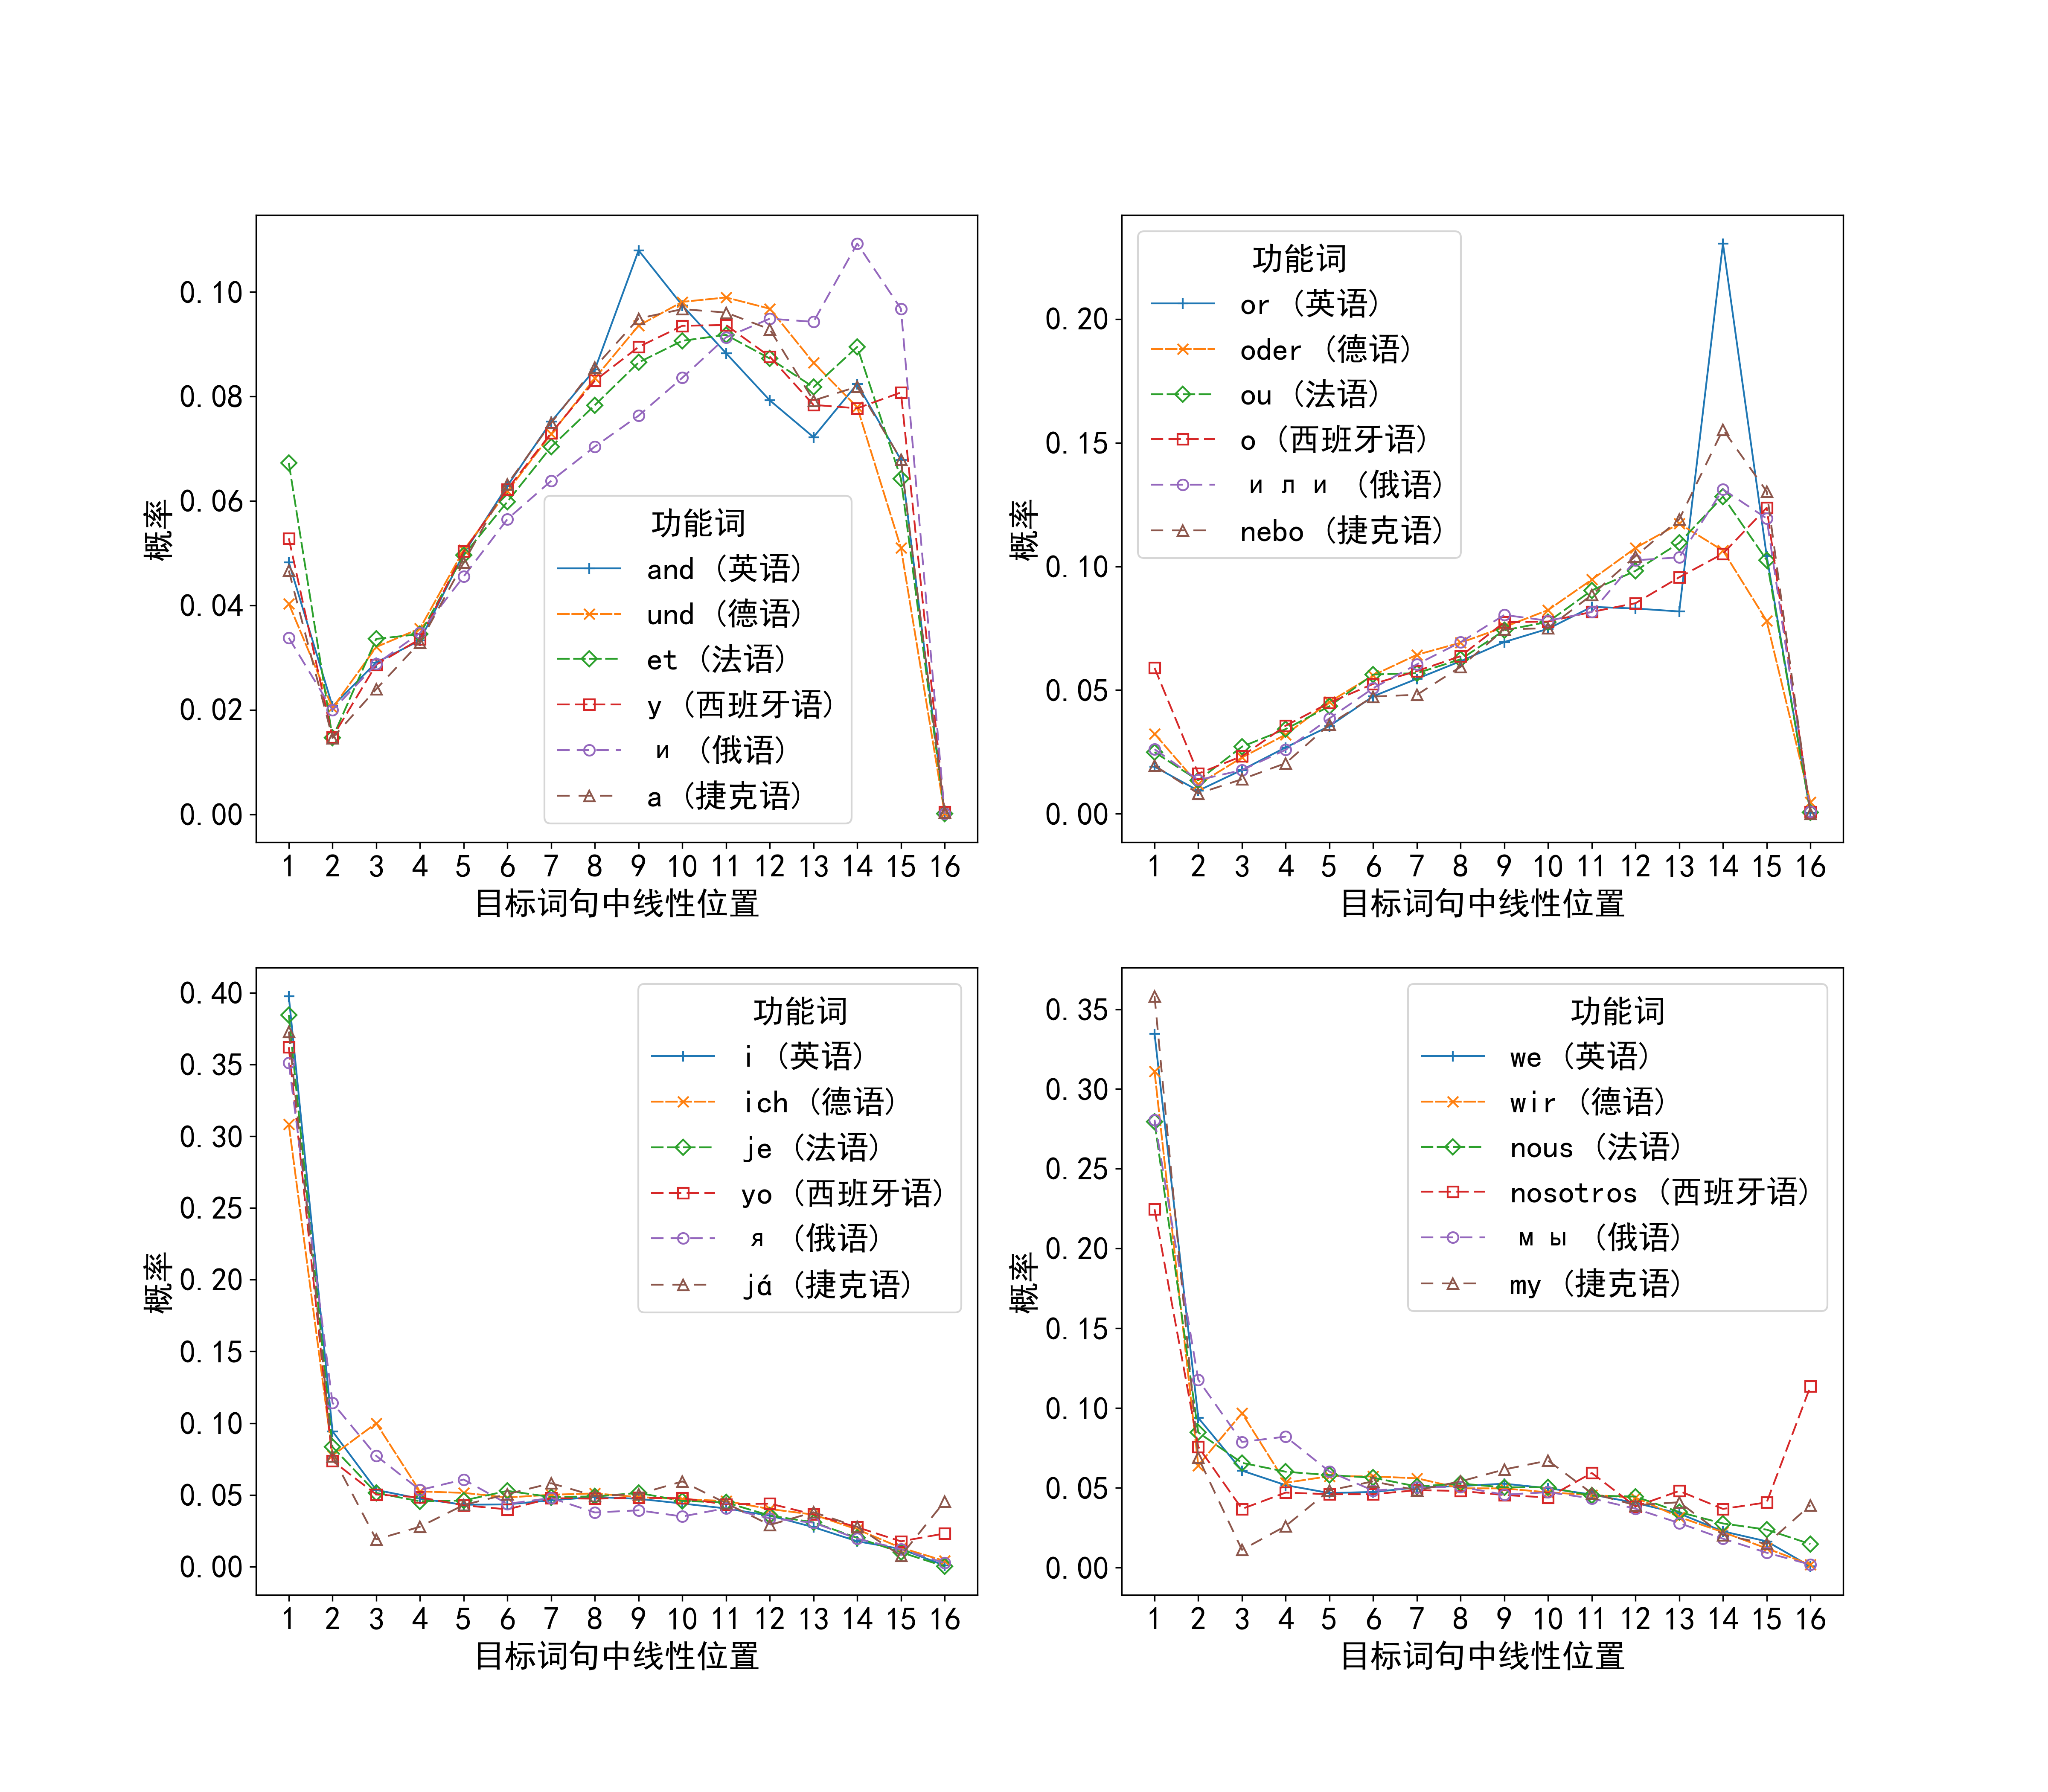 0.10
0.08
0.06
0.04
0.02
0.00
概率
功能词
and (英语)
und (德语)
et (法语)
y (西班牙语)
и (俄语)
a (捷克语)
1 2 3 4 5 6 7 8 9 10 11 12 13 14 15 16
目标词句中线性位置
0.20
0.15
0.10
0.05
0.00
概率
功能词
or (英语)
oder (德语)
ou (法语)
o (西班牙语)
или (俄语)
nebo (捷克语)
1 2 3 4 5 6 7 8 9 10 11 12 13 14 15 16
目标词句中线性位置
0.40
0.35
0.30
0.25
0.20
0.15
0.10
0.05
0.00
概率
功能词
i (英语)
ich (德语)
je (法语)
yo (西班牙语)
я (俄语)
já (捷克语)
1 2 3 4 5 6 7 8 9 10 11 12 13 14 15 16
目标词句中线性位置
0.35
0.30
0.25
0.20
0.15
0.10
0.05
0.00
概率
功能词
we (英语)
wir (德语)
nous (法语)
nosotros (西班牙语)
мы (俄语)
my (捷克语)
1 2 3 4 5 6 7 8 9 10 11 12 13 14 15 16
目标词句中线性位置